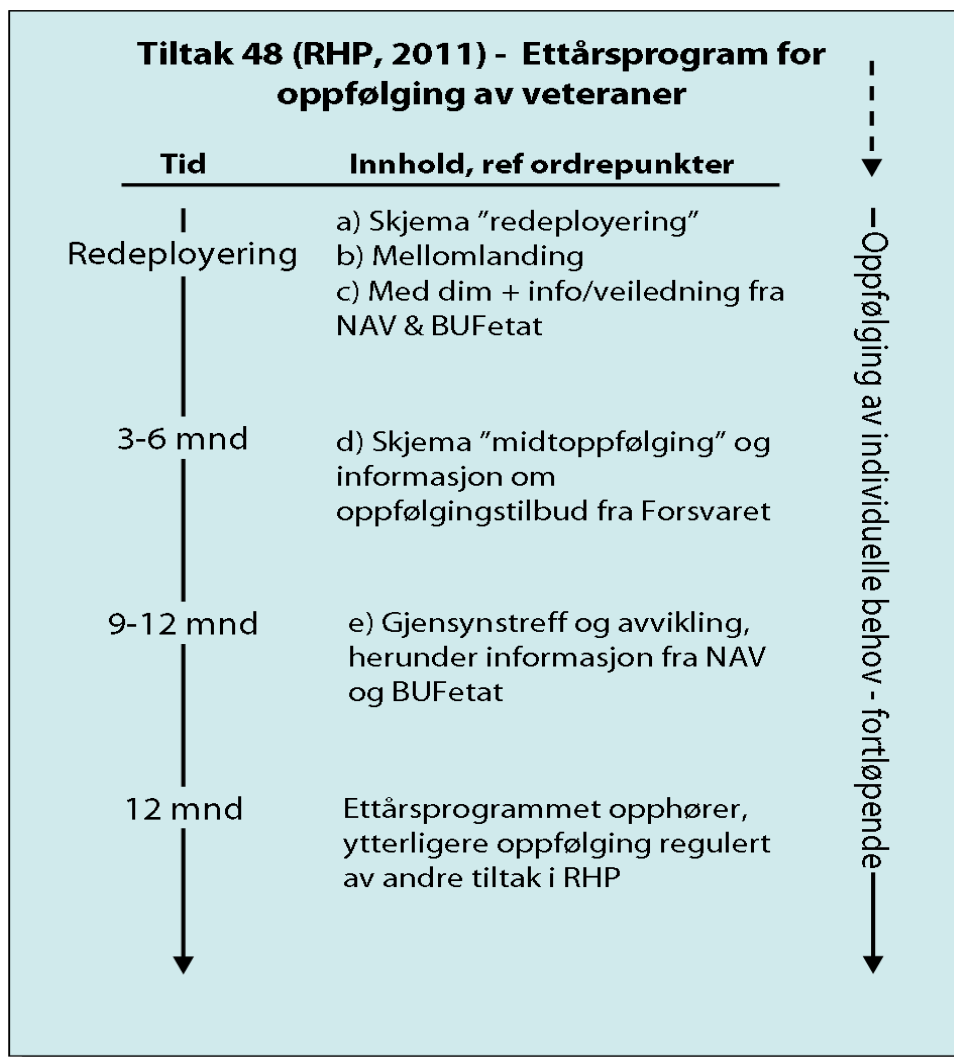 Tiltak 48 (RHP, 2011) - Ettårsprogram for
oppfølging av veteraner
Tid
Innhold, ref ordrepunkter
Redeployering
a) Skjema ”redeployering”
b) Mellomlanding
c) Med dim + info/veiledning fra
NAV & BUFetat
3-6 mnd
d) Skjema ”midtoppfølging” og
informasjon om
oppfølgingstilbud fra Forsvaret
9-12 mnd
e) Gjensynstreff og avvikling,
herunder informasjon fra NAV
og BUFetat
12 mnd
Ettårsprogrammet opphører,
ytterligere oppfølging regulert
av andre tiltak i RHP
Oppfølging av individuelle behov - fortløpende